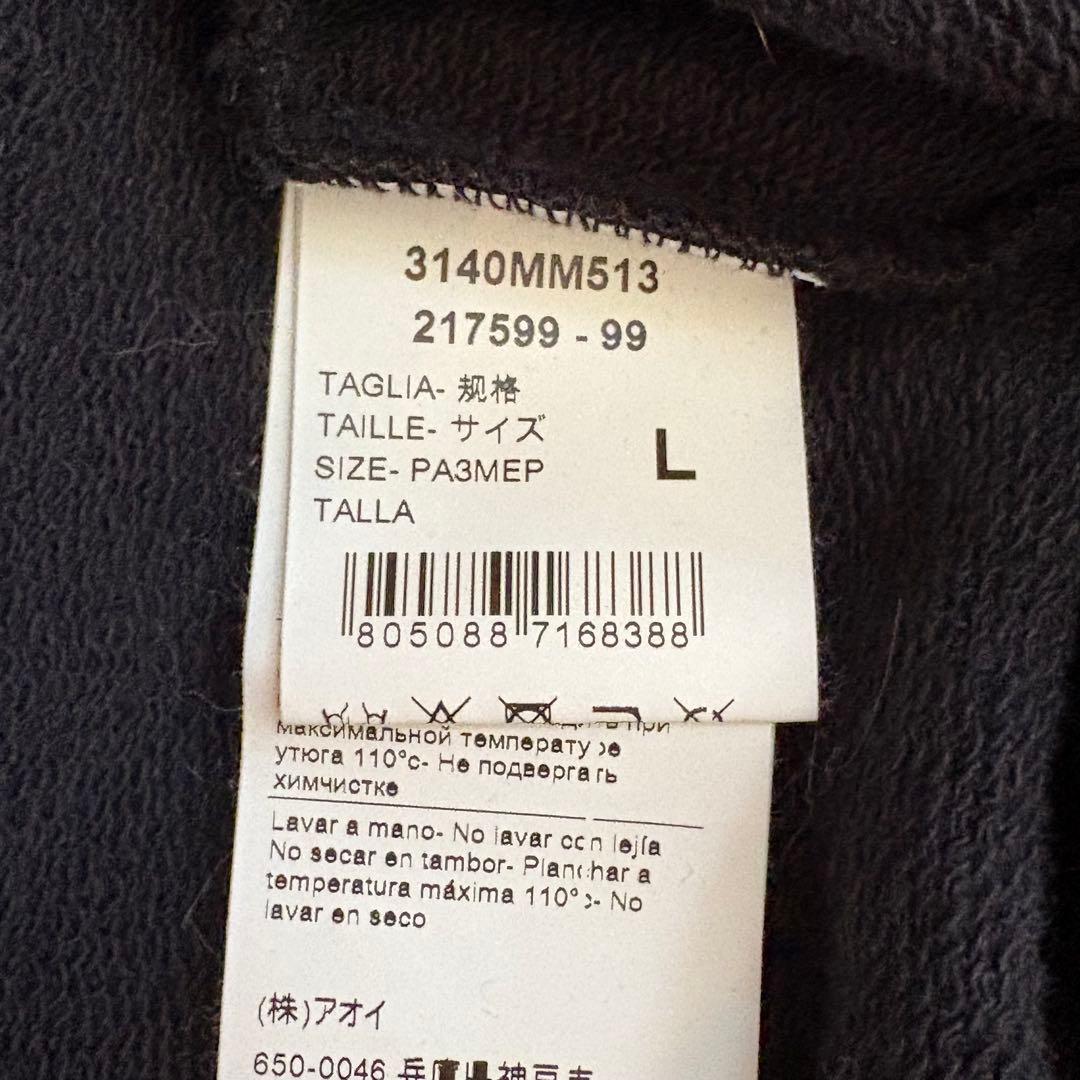 3140MM513
217599 - 99
TAGLIA- 规格
TAILLE- サイズ
SIZE- РАЗМЕР
TALLA
L
805088 7168388
при
максимальной
утюга 110°с- Не подвергать
химчистке
Lavar a mano- No lavar con lejía
No secar en tambor- Planchar a
temperatura máxima 110°c- No
lavar en seco
(株)アオイ
650-0046 兵庫県神戸市